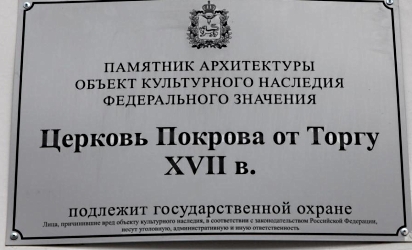 ПАМЯТНИК АРХИТЕКТУРЫ
ОБЪЕКТ КУЛЬТУРНОГО НАСЛЕДИЯ
ФЕДЕРАЛЬНОГО ЗНАЧЕНИЯ
Церковь Покрова от Торгу
XVII в.
подлежит государственной охране
Лица, причинившие вред объекту культурного наследия, в соответствии с законодательством Российской Федерации,
несут уголовную, административную и иную ответственность